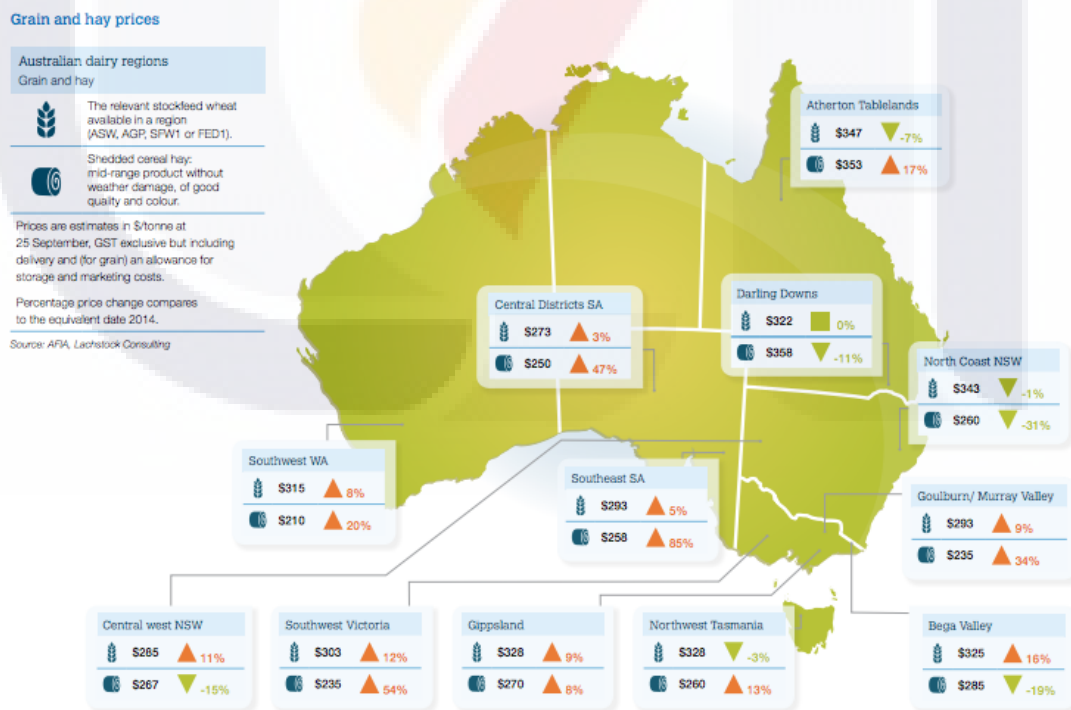 Grain and hay prices
Australian dairy regions
Grain and hay
The relevant stockfeed wheat
available in a region
(ASW, AGP, SFW1 or FED1).
Shedded cereal hay:
mid-range product without
weather damage, of good
quality and colour.
Prices are estimates in $/tonne at
25 September, GST exclusive but including
delivery and (for grain) an allowance for
storage and marketing costs.
Percentage price change compares
to the equivalent date 2014.
Source: AFIA, Lachstock Consulting
Atherton Tablelands
$347 -7%
$353 17%
Central Districts SA
$273 3%
$250 47%
Darling Downs
$322 0%
$358 -11%
North Coast NSW
$343 -1%
$260 -31%
Southwest WA
$315 8%
$210 20%
Southeast SA
$293 5%
$258 85%
Goulburn/ Murray Valley
$293 9%
$235 34%
Central west NSW
$285 11%
$267 -15%
Southwest Victoria
$303 12%
$235 54%
Gippsland
$328 9%
$270 8%
Northwest Tasmania
$328 -3%
$260 13%
Bega Valley
$325 16%
$285 -19%